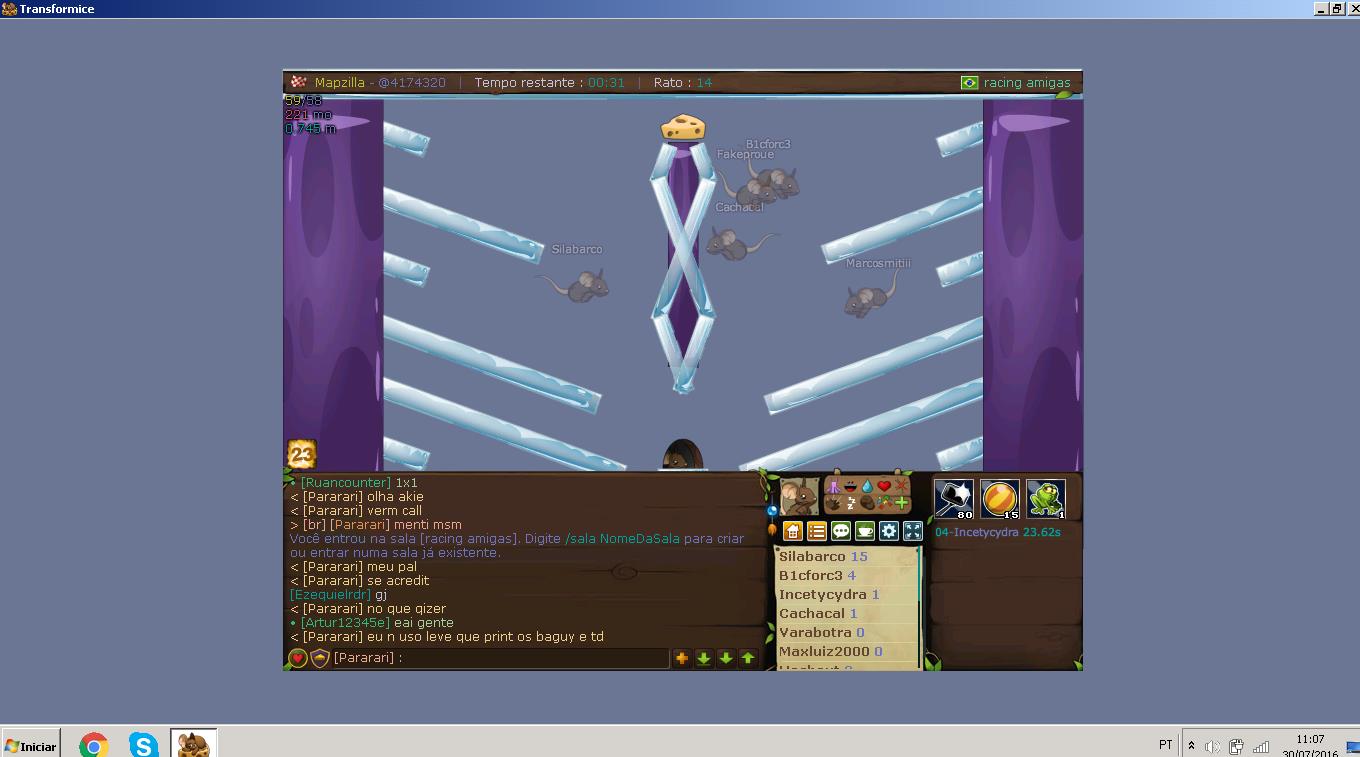 Transformice
Mapzilla - @4174320 | Tempo restante : 00:31 | Rato : 14
racing amigas
59/58
221 mo
0.745 m
B1cforc3
Fakeproue
Cachacal
Silabarco
Marcosmitiii
23
• [Ruancounter] 1x1
< [Pararari] olha akie
< [Pararari] verm call
> [br] [Pararari] menti msm
Você entrou na sala [racing amigas]. Digite /sala NomeDaSala para criar
ou entrar numa sala já existente.
< [Pararari] meu pal
< [Pararari] se acredit
[Ezequielrdr] gj
< [Pararari] no que qizer
• [Artur12345e] eai gente
< [Pararari] eu n uso leve que print os baguy e td
[Pararari] :
80
15
1
04-Incetycydra 23.62s
Silabarco 15
B1cforc3 4
Incetycydra 1
Cachacal 1
Varabotra 0
Maxluiz2000 0
Iniciar
PT
11:07
30/07/2016